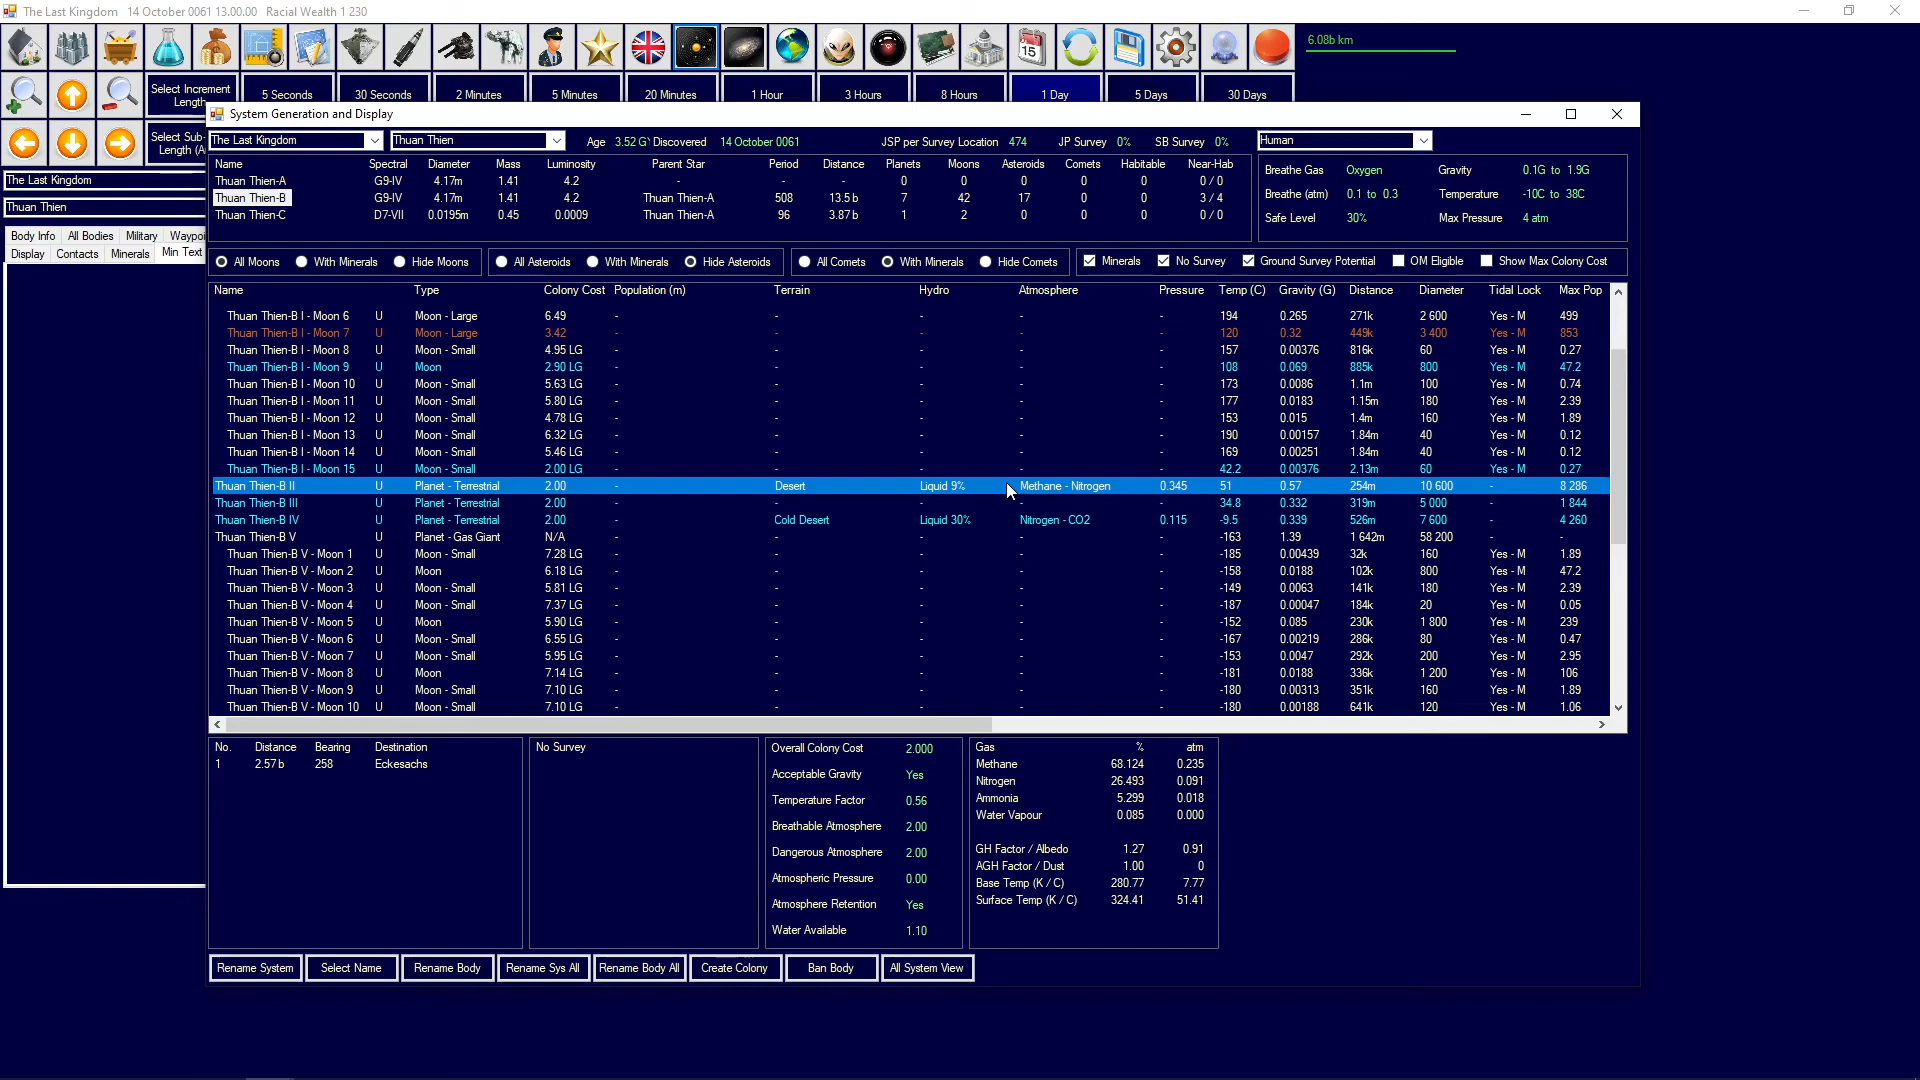 The Last Kingdom   14 October 0061 13.00.00   Racial Wealth 1 230
6.08b km
Select Increment Length
5 Seconds
30 Seconds
2 Minutes
5 Minutes
20 Minutes
1 Hour
3 Hours
8 Hours
1 Day
5 Days
30 Days
Select Sub-
Length (A
The Last Kingdom
Thuan Thien
Body Info All Bodies Military Waypoi
Display Contacts Minerals Min Text
System Generation and Display
The Last Kingdom Thuan Thien Age 3.52 G\ Discovered 14 October 0061 JSP per Survey Location 474 JP Survey 0% SB Survey 0% Human
Name Spectral Diameter Mass Luminosity Parent Star Period Distance Planets Moons Asteroids Comets Habitable Near-Hab
Thuan Thien-A G9-IV 4.17m 1.41 4.2 - - - 0 0 0 0 0 0 / 0
Thuan Thien-B G9-IV 4.17m 1.41 4.2 Thuan Thien-A 508 13.5b 7 42 17 0 0 3 / 4
Thuan Thien-C D7-VII 0.0195m 0.45 0.0009 Thuan Thien-A 96 3.87b 1 2 0 0 0 0 / 0
Breathe Gas Oxygen Gravity 0.1G to 1.9G
Breathe (atm) 0.1 to 0.3 Temperature -10C to 38C
Safe Level 30% Max Pressure 4 atm
All Moons With Minerals Hide Moons All Asteroids With Minerals Hide Asteroids All Comets With Minerals Hide Comets Minerals No Survey Ground Survey Potential OM Eligible Show Max Colony Cost
Name Type Colony Cost Population (m) Terrain Hydro Atmosphere Pressure Temp (C) Gravity (G) Distance Diameter Tidal Lock Max Pop
Thuan Thien-B I - Moon 6 U Moon - Large 6.49 - - - - - 194 0.265 271k 2 600 Yes - M 499
Thuan Thien-B I - Moon 7 U Moon - Large 3.42 - - - - - 120 0.32 449k 3 400 Yes - M 853
Thuan Thien-B I - Moon 8 U Moon - Small 4.95 LG - - - - - 157 0.00376 816k 60 Yes - M 0.27
Thuan Thien-B I - Moon 9 U Moon 2.90 LG - - - - - 108 0.069 885k 800 Yes - M 47.2
Thuan Thien-B I - Moon 10 U Moon - Small 5.63 LG - - - - - 173 0.0086 1.1m 100 Yes - M 0.74
Thuan Thien-B I - Moon 11 U Moon - Small 5.80 LG - - - - - 177 0.0183 1.15m 180 Yes - M 2.39
Thuan Thien-B I - Moon 12 U Moon - Small 4.78 LG - - - - - 153 0.015 1.4m 160 Yes - M 1.89
Thuan Thien-B I - Moon 13 U Moon - Small 6.32 LG - - - - - 190 0.00157 1.84m 40 Yes - M 0.12
Thuan Thien-B I - Moon 14 U Moon - Small 5.46 LG - - - - - 169 0.00251 1.84m 40 Yes - M 0.12
Thuan Thien-B I - Moon 15 U Moon - Small 2.00 LG - - - - - 42.2 0.00376 2.13m 60 Yes - M 0.27
Thuan Thien-B II U Planet - Terrestrial 2.00 - Desert Liquid 9% Methane - Nitrogen 0.345 51 0.57 254m 10 600 - 8 286
Thuan Thien-B III U Planet - Terrestrial 2.00 - - - - - 34.8 0.332 319m 5 000 - 1 844
Thuan Thien-B IV U Planet - Terrestrial 2.00 - Cold Desert Liquid 30% Nitrogen - CO2 0.115 -9.5 0.339 526m 7 600 - 4 260
Thuan Thien-B V U Planet - Gas Giant N/A - - - - - -163 1.39 1 642m 58 200 - -
Thuan Thien-B V - Moon 1 U Moon - Small 7.28 LG - - - - - -185 0.00439 32k 160 Yes - M 1.89
Thuan Thien-B V - Moon 2 U Moon 6.18 LG - - - - - -158 0.0188 102k 800 Yes - M 47.2
Thuan Thien-B V - Moon 3 U Moon - Small 5.81 LG - - - - - -149 0.0063 141k 180 Yes - M 2.39
Thuan Thien-B V - Moon 4 U Moon - Small 7.37 LG - - - - - -187 0.00047 184k 20 Yes - M 0.05
Thuan Thien-B V - Moon 5 U Moon 5.90 LG - - - - - -152 0.085 230k 1 800 Yes - M 239
Thuan Thien-B V - Moon 6 U Moon - Small 6.55 LG - - - - - -167 0.00219 286k 80 Yes - M 0.47
Thuan Thien-B V - Moon 7 U Moon - Small 5.95 LG - - - - - -153 0.0047 292k 200 Yes - M 2.95
Thuan Thien-B V - Moon 8 U Moon 7.14 LG - - - - - -181 0.0188 336k 1 200 Yes - M 106
Thuan Thien-B V - Moon 9 U Moon - Small 7.10 LG - - - - - -180 0.00313 351k 160 Yes - M 1.89
Thuan Thien-B V - Moon 10 U Moon - Small 7.10 LG - - - - - -180 0.00188 641k 120 Yes - M 1.06
No. Distance Bearing Destination
1 2.57b 258 Eckesachs
No Survey
Overall Colony Cost 2.000
Acceptable Gravity Yes
Temperature Factor 0.56
Breathable Atmosphere 2.00
Dangerous Atmosphere 2.00
Atmospheric Pressure 0.00
Atmosphere Retention Yes
Water Available 1.10
Gas % atm
Methane 68.124 0.235
Nitrogen 26.493 0.091
Ammonia 5.299 0.018
Water Vapour 0.085 0.000
GH Factor / Albedo 1.27 0.91
AGH Factor / Dust 1.00 0
Base Temp (K / C) 280.77 7.77
Surface Temp (K / C) 324.41 51.41
Rename System
Select Name
Rename Body
Rename Sys All
Rename Body All
Create Colony
Ban Body
All System View